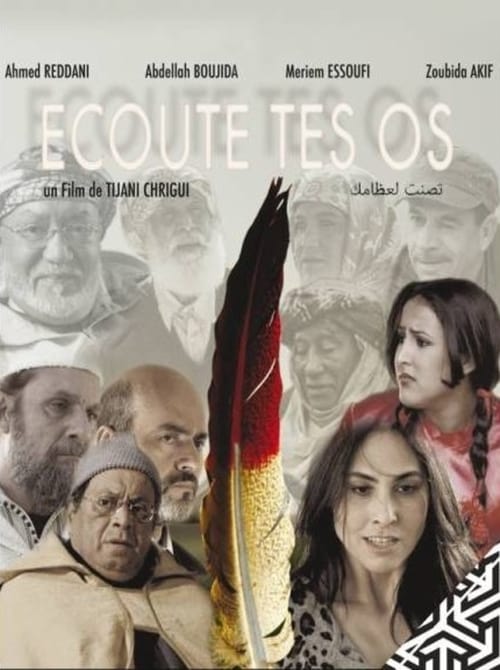 Ahmed REDDANI Abdellah BOUJIDA Meriem ESSOUFI Zoubida AKIF
ECOUTE TES OS
un Film de TIJANI CHRIGUI تصنت لعظامك